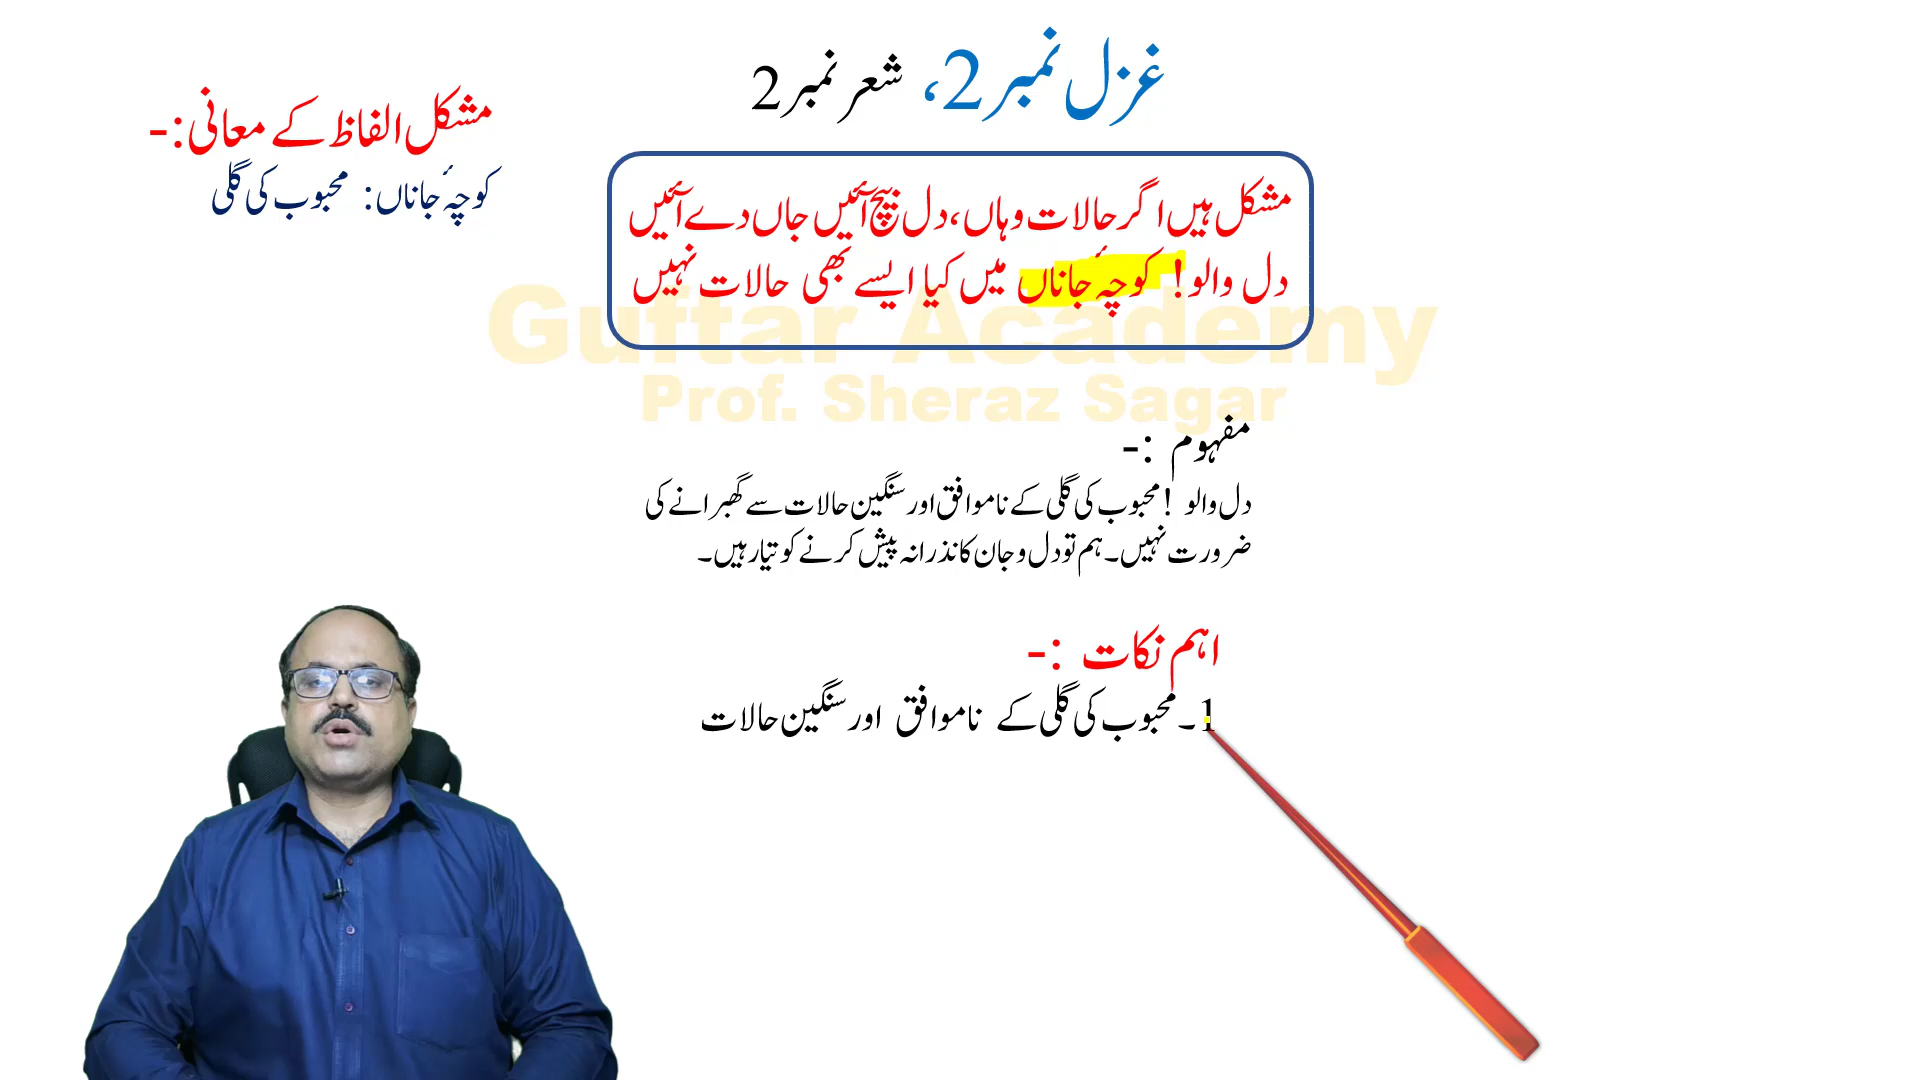 غزل نمبر 2، شعر نمبر 2
مشکل الفاظ کے معانی :-
کوچۂ جاناں: محبوب کی گلی
مشکل ہیں اگر حالات وہاں، دل بیچ آئیں جاں دے آئیں
دل والو! کوچۂ جاناں میں کیا ایسے بھی حالات نہیں
Guftar Academy
Prof. Sheraz Sagar
مفہوم :-
دل والو ! محبوب کی گلی کے ناموافق اور سنگین حالات سے گھبرانے کی
ضرورت نہیں۔ ہم تو دل و جان کا نذرانہ پیش کرنے کو تیار ہیں۔
اہم نکات :-
1۔ محبوب کی گلی کے ناموافق اور سنگین حالات